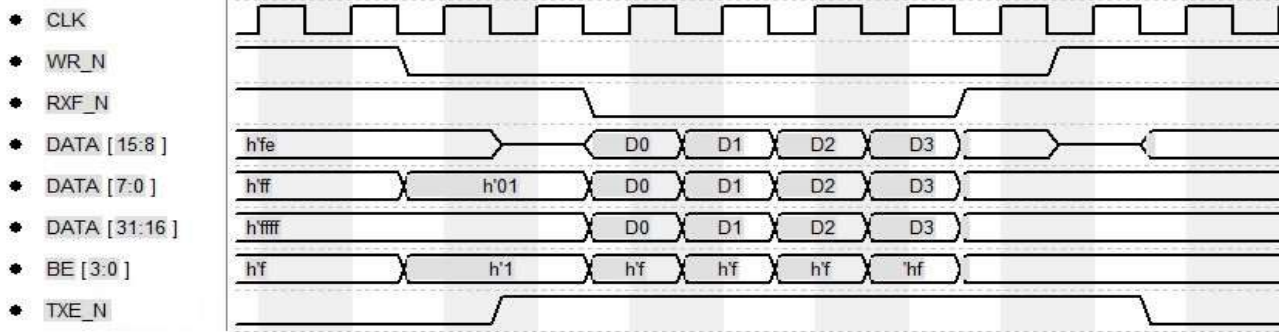 CLK
WR_N
RXF_N
DATA [ 15:8 ] h'fe D0 D1 D2 D3
DATA [ 7:0 ] h'ff h'01 D0 D1 D2 D3
DATA [ 31:16 ] h'ffff D0 D1 D2 D3
BE [ 3:0 ] h'f h'1 h'f h'f h'f 'hf
TXE_N